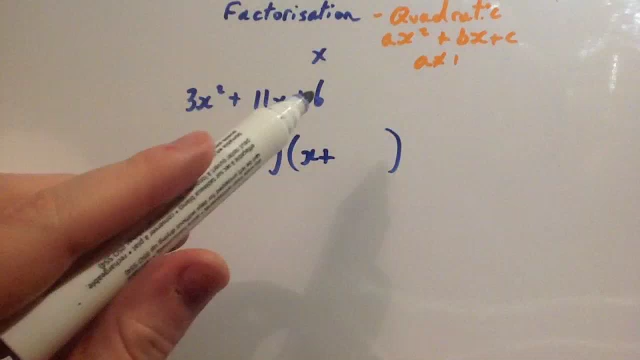 Factorisation - Quadratic
ax² + bx + c
a≠1
x
3x² + 11x + 6
)(x+ )